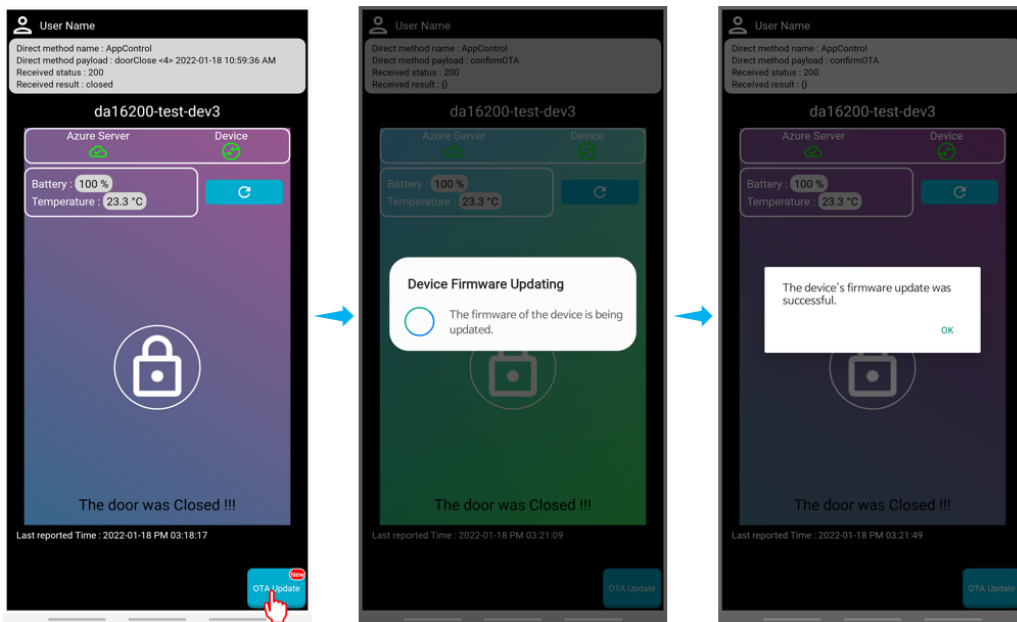 User Name
Direct method name : AppControl
Direct method payload : doorClose <4> 2022-01-18 10:59:36 AM
Received status : 200
Received result : closed
da16200-test-dev3
Azure Server Device
Battery : 100 %
Temperature : 23.3 °C
The door was Closed !!!
Last reported Time : 2022-01-18 PM 03:18:17
New
OTA Update
User Name
Direct method name : AppControl
Direct method payload : confirmOTA
Received status : 200
Received result : {}
da16200-test-dev3
Azure Server Device
Battery : 100 %
Temperature : 23.3 °C
Device Firmware Updating
The firmware of the device is being
updated.
The door was Closed !!!
Last reported Time : 2022-01-18 PM 03:21:09
OTA Update
User Name
Direct method name : AppControl
Direct method payload : confirmOTA
Received status : 200
Received result : {}
da16200-test-dev3
Azure Server Device
Battery : 100 %
Temperature : 23.3 °C
The device's firmware update was
successful.
OK
The door was Closed !!!
Last reported Time : 2022-01-18 PM 03:21:49
OTA Update